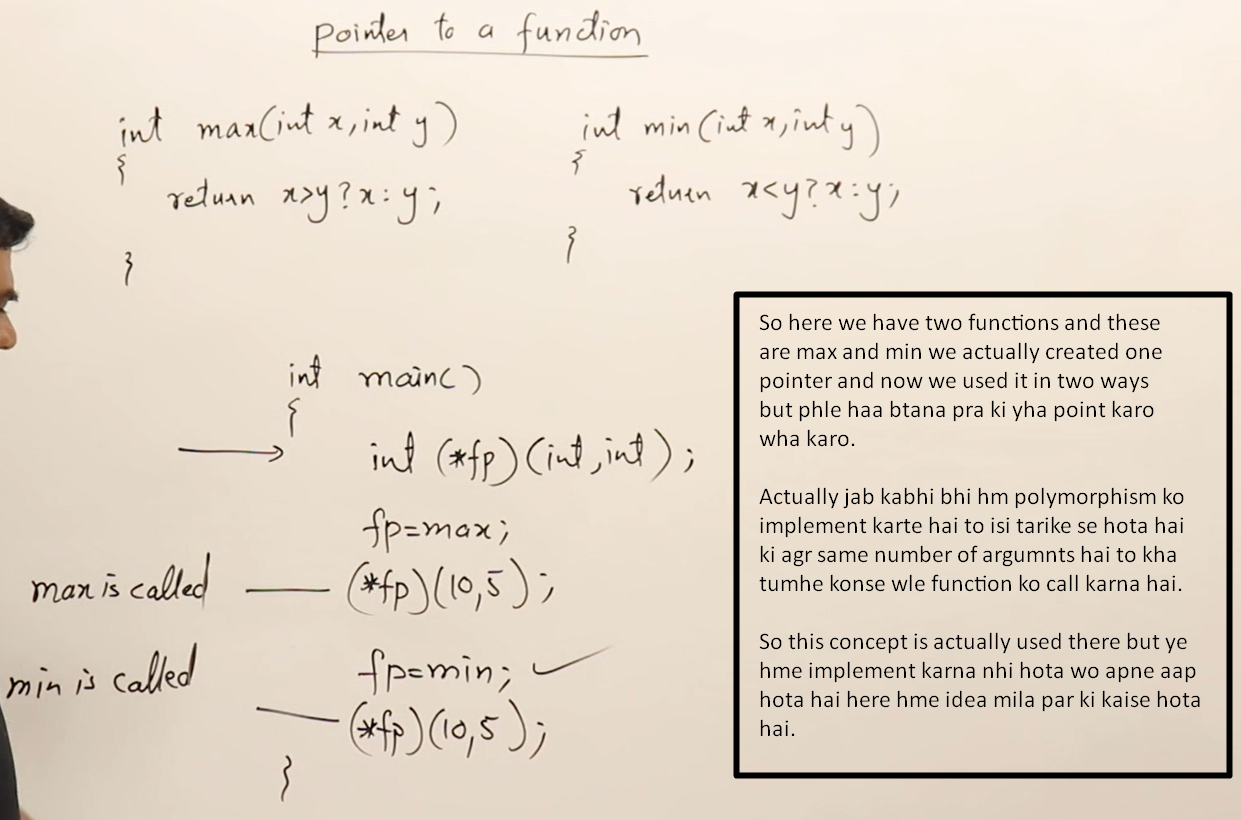 pointer to a function
int max(int x, int y)
{
return x>y?x:y;
}
int min(int x, int y)
{
return x<y?x:y;
}
int main()
{
int (*fp)(int,int);
fp=max;
max is called (*fp)(10,5);
fp=min;
min is called (*fp)(10,5);
}
So here we have two functions and these
are max and min we actually created one
pointer and now we used it in two ways
but phle haa btana pra ki yha point karo
wha karo.
Actually jab kabhi bhi hm polymorphism ko
implement karte hai to isi tarike se hota hai
ki agr same number of argumnts hai to kha
tumhe konse wle function ko call karna hai.
So this concept is actually used there but ye
hme implement karna nhi hota wo apne aap
hota hai here hme idea mila par ki kaise hota
hai.